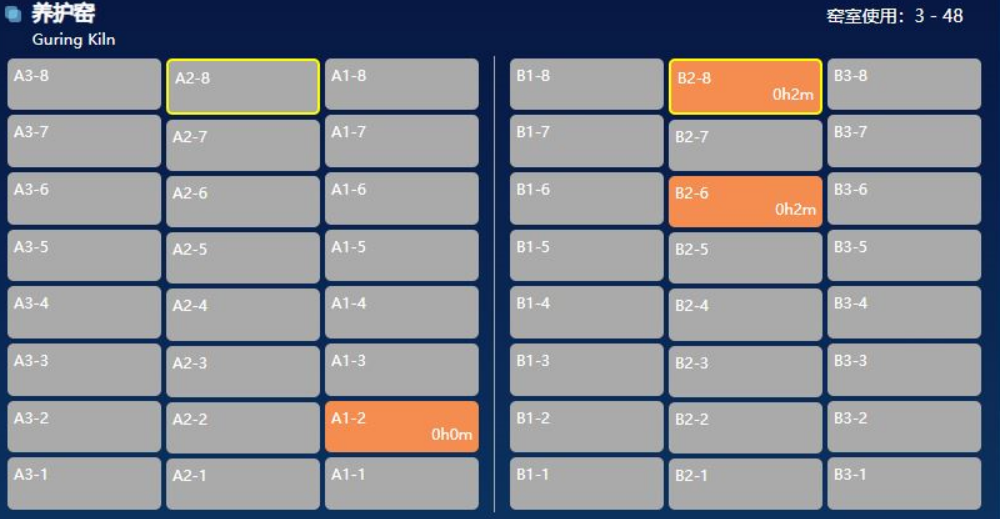 养护窑
窑室使用：3 - 48
Guring Kiln
A3-8 A2-8 A1-8 B1-8 B2-8 0h2m B3-8
A3-7 A2-7 A1-7 B1-7 B2-7 B3-7
A3-6 A2-6 A1-6 B1-6 B2-6 0h2m B3-6
A3-5 A2-5 A1-5 B1-5 B2-5 B3-5
A3-4 A2-4 A1-4 B1-4 B2-4 B3-4
A3-3 A2-3 A1-3 B1-3 B2-3 B3-3
A3-2 A2-2 A1-2 0h0m B1-2 B2-2 B3-2
A3-1 A2-1 A1-1 B1-1 B2-1 B3-1